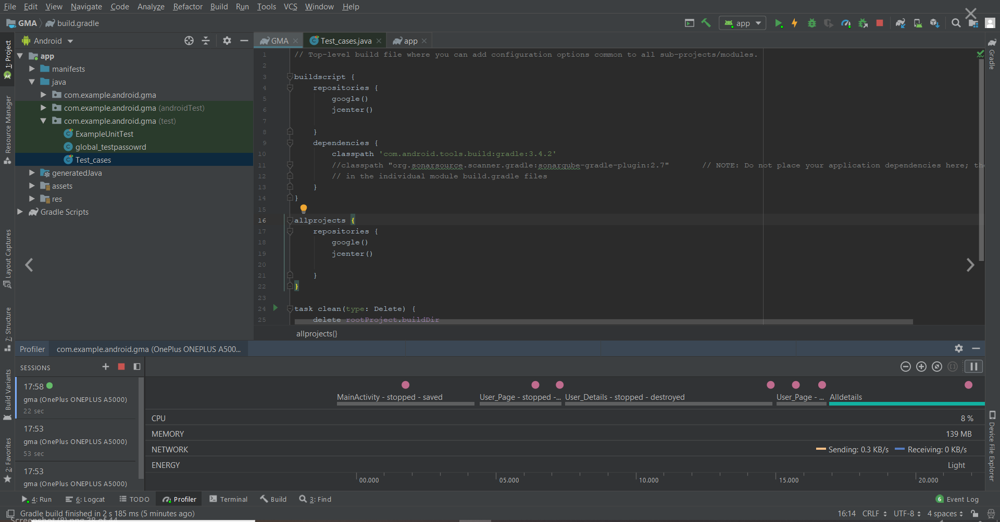 File Edit View Navigate Code Analyze Refactor Build Run Tools VCS Window Help
GMA build.gradle
app
Android
GMA
Test_cases.java
app
1: Project
Resource Manager
Layout Captures
7: Structure
Build Variants
2: Favorites
app
manifests
java
com.example.android.gma
com.example.android.gma (androidTest)
com.example.android.gma (test)
ExampleUnitTest
global_testpassowrd
Test_cases
generatedJava
assets
res
Gradle Scripts
1 // Top-level build file where you can add configuration options common to all sub-projects/modules.
2
3 buildscript {
4 repositories {
5 google()
6 jcenter()
7
8 }
9 dependencies {
10 classpath 'com.android.tools.build:gradle:3.4.2'
11 //classpath "org.sonarsource.scanner.gradle:sonarqube-gradle-plugin:2.7" // NOTE: Do not place your application dependencies here; the
12 // in the individual module build.gradle files
13 }
14 }
15
16 allprojects {
17 repositories {
18 google()
19 jcenter()
20
21 }
22 }
23
24 task clean(type: Delete) {
25 delete rootProject.buildDir
allprojects{}
Gradle
Device File Explorer
Profiler com.example.android.gma (OnePlus ONEPLUS A500...
SESSIONS
17:58
gma (OnePlus ONEPLUS A5000)
22 sec
17:53
gma (OnePlus ONEPLUS A5000)
53 sec
17:53
gma (OnePlus ONEPLUS A5000)
MainActivity - stopped - saved User_Page - stopped -... User_Details - stopped - destroyed User_Page - ... Alldetails
CPU 8 %
MEMORY 139 MB
NETWORK Sending: 0.3 KB/s Receiving: 0 KB/s
ENERGY Light
00.000 05.000 10.000 15.000 20.000
4: Run 6: Logcat TODO Profiler Terminal Build 3: Find 6 Event Log
Gradle build finished in 2 s 185 ms (5 minutes ago) 16:14 CRLF UTF-8 4 spaces
Screenshot (8).png 38 of 44